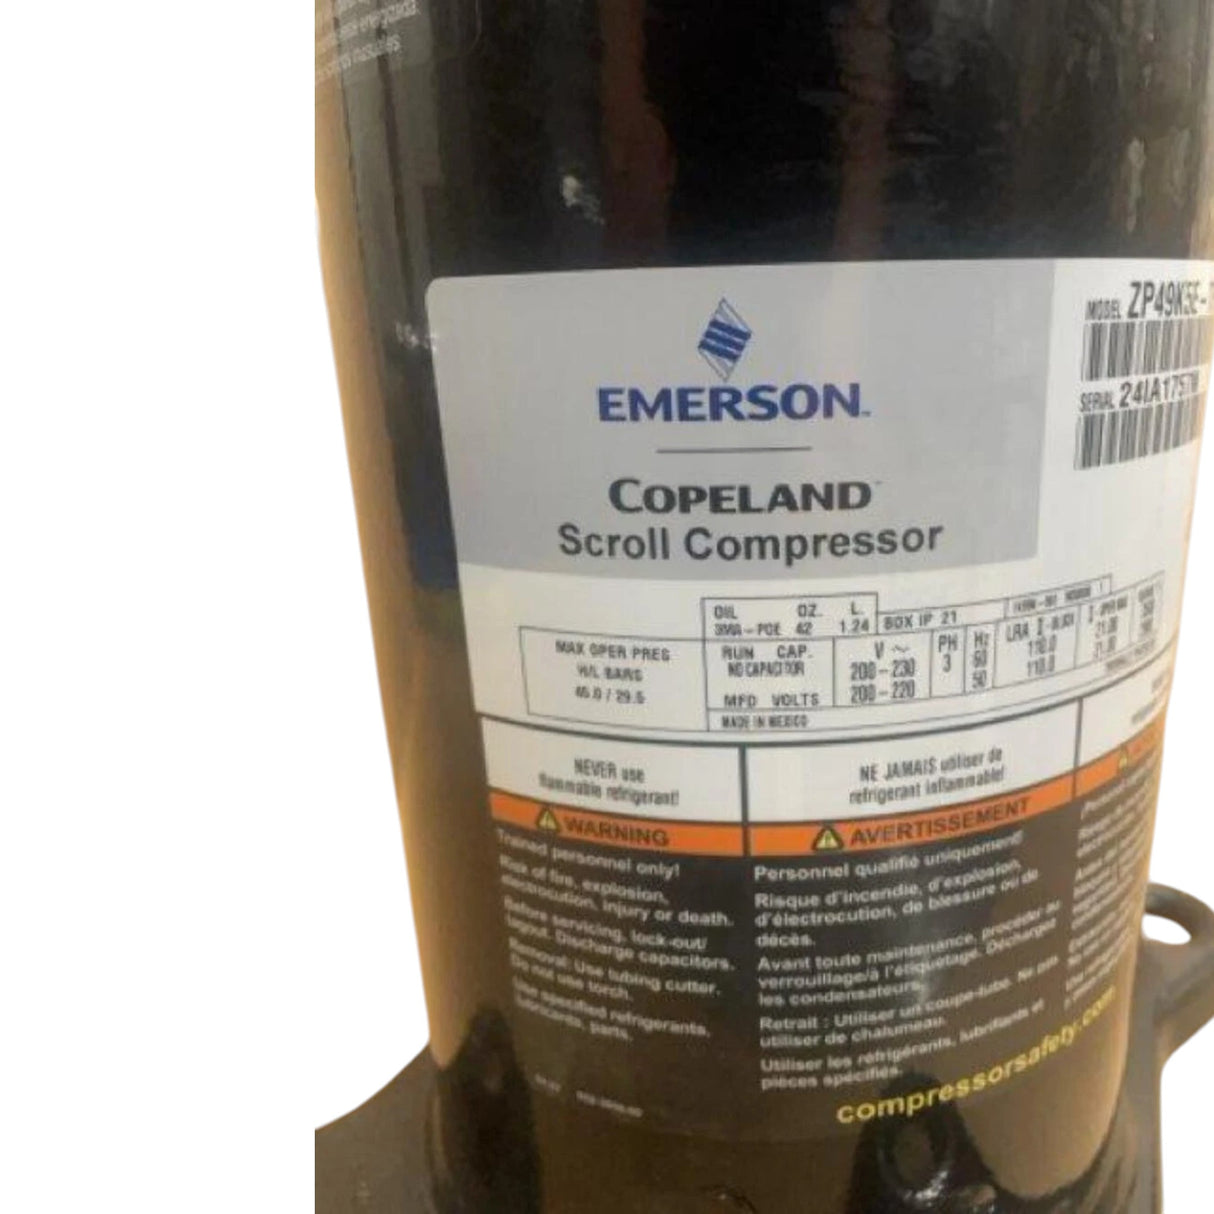 EMERSON
COPELAND
Scroll Compressor
MODEL ZP49K5E-
SERIAL 24IA1757
OIL OZ. L.
3MA-POE 42 1.24
BOX IP 21
MAX OPER PRES
H/L BARS
/ 29.5
RUN CAP.
NO CAPACITOR
MFD VOLTS
V ~ PH Hz
200-230 3 60
200-220 50
LRA
110.0
110.0
MADE IN MEXICO
NEVER use
flammable refrigerant!
WARNING
Trained personnel only!
Risk of fire, explosion,
electrocution, injury or death.
Before servicing, lock-out/
tagout. Discharge capacitors.
Removal: Use tubing cutter.
Do not use torch.
Use specified refrigerants,
lubricants, parts.
NE JAMAIS utiliser de
refrigerant inflammable!
AVERTISSEMENT
Personnel qualifié uniquement!
Risque d'incendie, d'explosion,
d'électrocution, de blessure ou de
décès.
Avant toute maintenance, procéder au
verrouillage/à l'étiquetage. Décharger
les condensateurs.
Retrait : Utiliser un coupe-tube. Ne pas
utiliser de chalumeau.
Utiliser les réfrigérants, lubrifiants et
pièces spécifiés.
compressorsafety.com